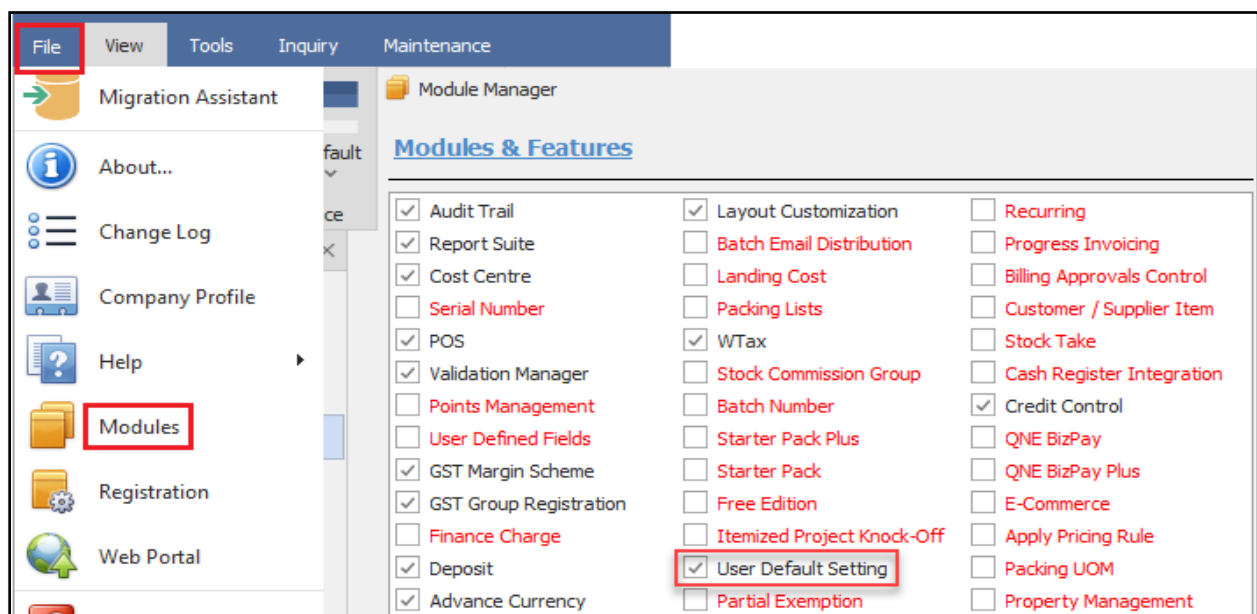 File View Tools Inquiry Maintenance
Migration Assistant
About...
Change Log
Company Profile
Help
Modules
Registration
Web Portal
fault
ce
Module Manager
Modules & Features
Audit Trail Layout Customization Recurring
Report Suite Batch Email Distribution Progress Invoicing
Cost Centre Landing Cost Billing Approvals Control
Serial Number Packing Lists Customer / Supplier Item
POS WTax Stock Take
Validation Manager Stock Commission Group Cash Register Integration
Points Management Batch Number Credit Control
User Defined Fields Starter Pack Plus QNE BizPay
GST Margin Scheme Starter Pack QNE BizPay Plus
GST Group Registration Free Edition E-Commerce
Finance Charge Itemized Project Knock-Off Apply Pricing Rule
Deposit User Default Setting Packing UOM
Advance Currency Partial Exemption Property Management